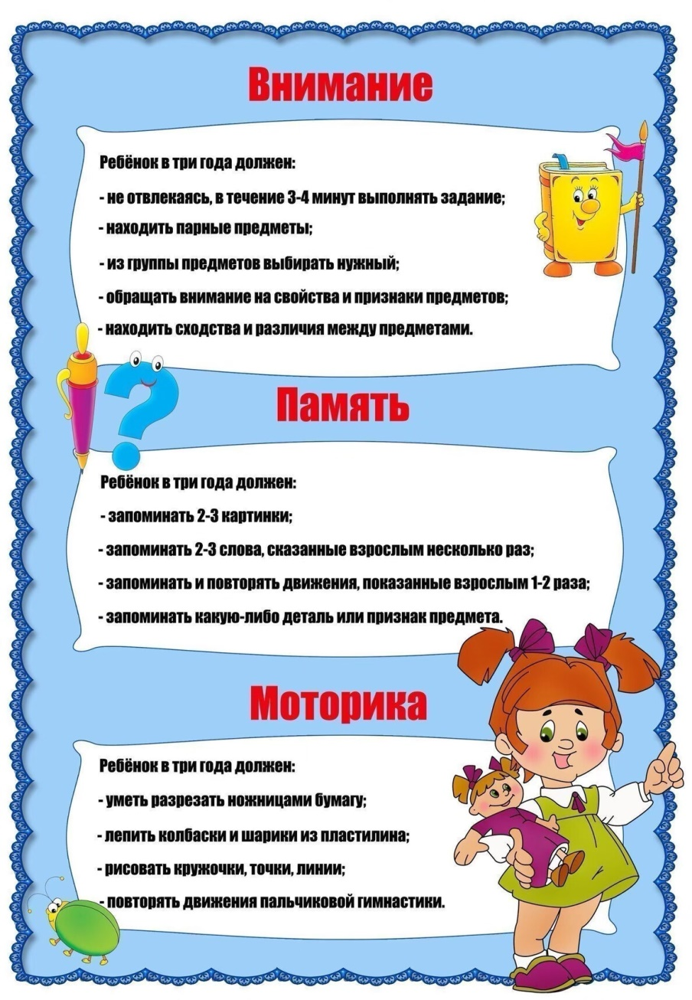 Внимание
Ребёнок в три года должен:
- не отвлекаясь, в течение 3-4 минут выполнять задание;
- находить парные предметы;
- из группы предметов выбирать нужный;
- обращать внимание на свойства и признаки предметов;
- находить сходства и различия между предметами.
Память
Ребёнок в три года должен:
- запоминать 2-3 картинки;
- запоминать 2-3 слова, сказанные взрослым несколько раз;
- запоминать и повторять движения, показанные взрослым 1-2 раза;
- запоминать какую-либо деталь или признак предмета.
Моторика
Ребёнок в три года должен:
- уметь разрезать ножницами бумагу;
- лепить колбаски и шарики из пластилина;
- рисовать кружочки, точки, линии;
- повторять движения пальчиковой гимнастики.